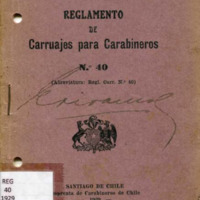 REGLAMENTO
DE
Carruajes para Carabineros
N.º 40
(Abreviatura: Regl. Carr. N.º 40)
SANTIAGO DE CHILE
Imprenta de Carabineros de Chile
1929
REG
40
1929